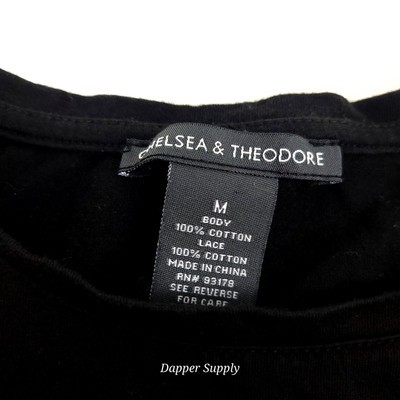 CHELSEA & THEODORE
M
BODY
100% COTTON
LACE
100% COTTON
MADE IN CHINA
RN# 93178
SEE REVERSE
FOR CARE
Dapper Supply